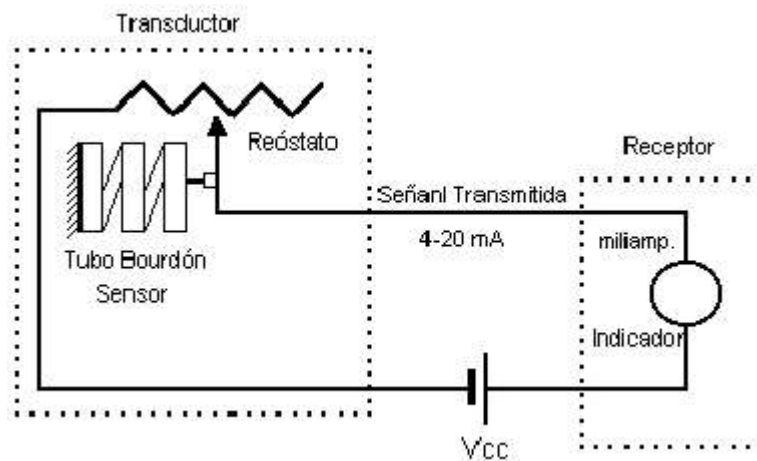 Transductor
Reóstato
Receptor
Señanl Transmitida
4-20 mA
miliamp.
Tubo Bourdón
Sensor
Indicador
Vcc